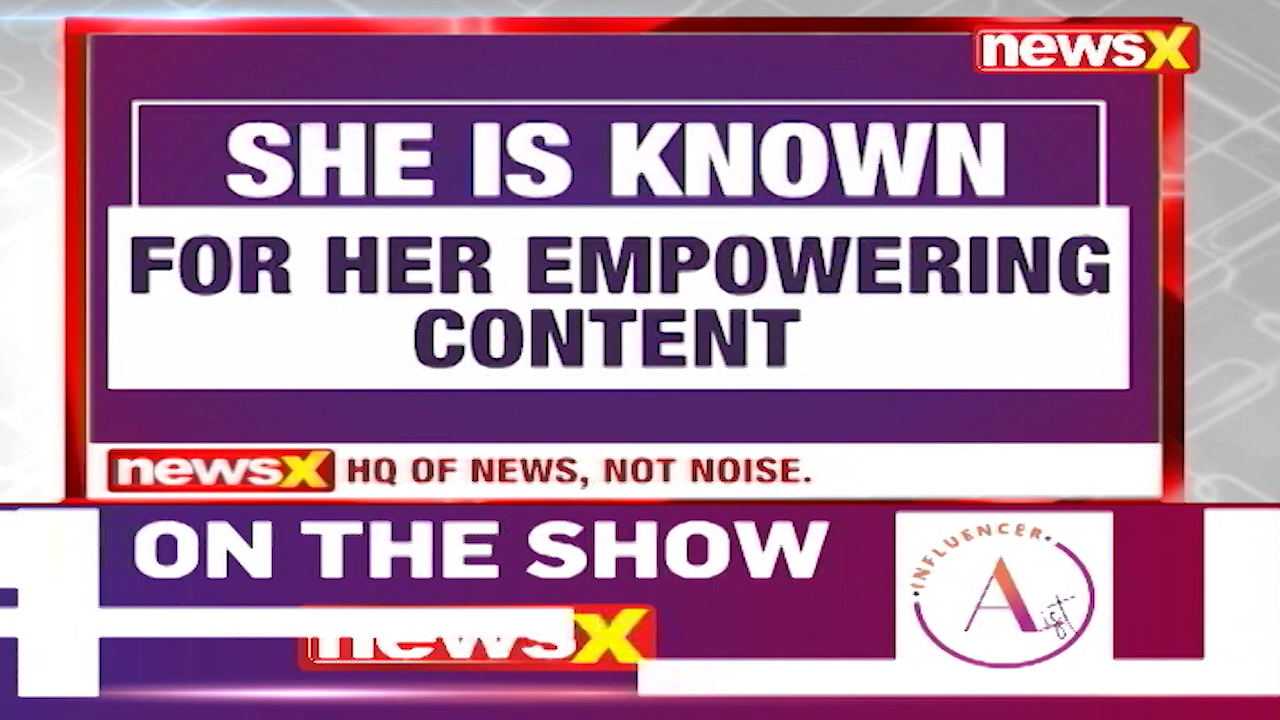 newsX
SHE IS KNOWN
FOR HER EMPOWERING
CONTENT
newsX HQ OF NEWS, NOT NOISE.
ON THE SHOW
INFLUENCER
A list
newsX